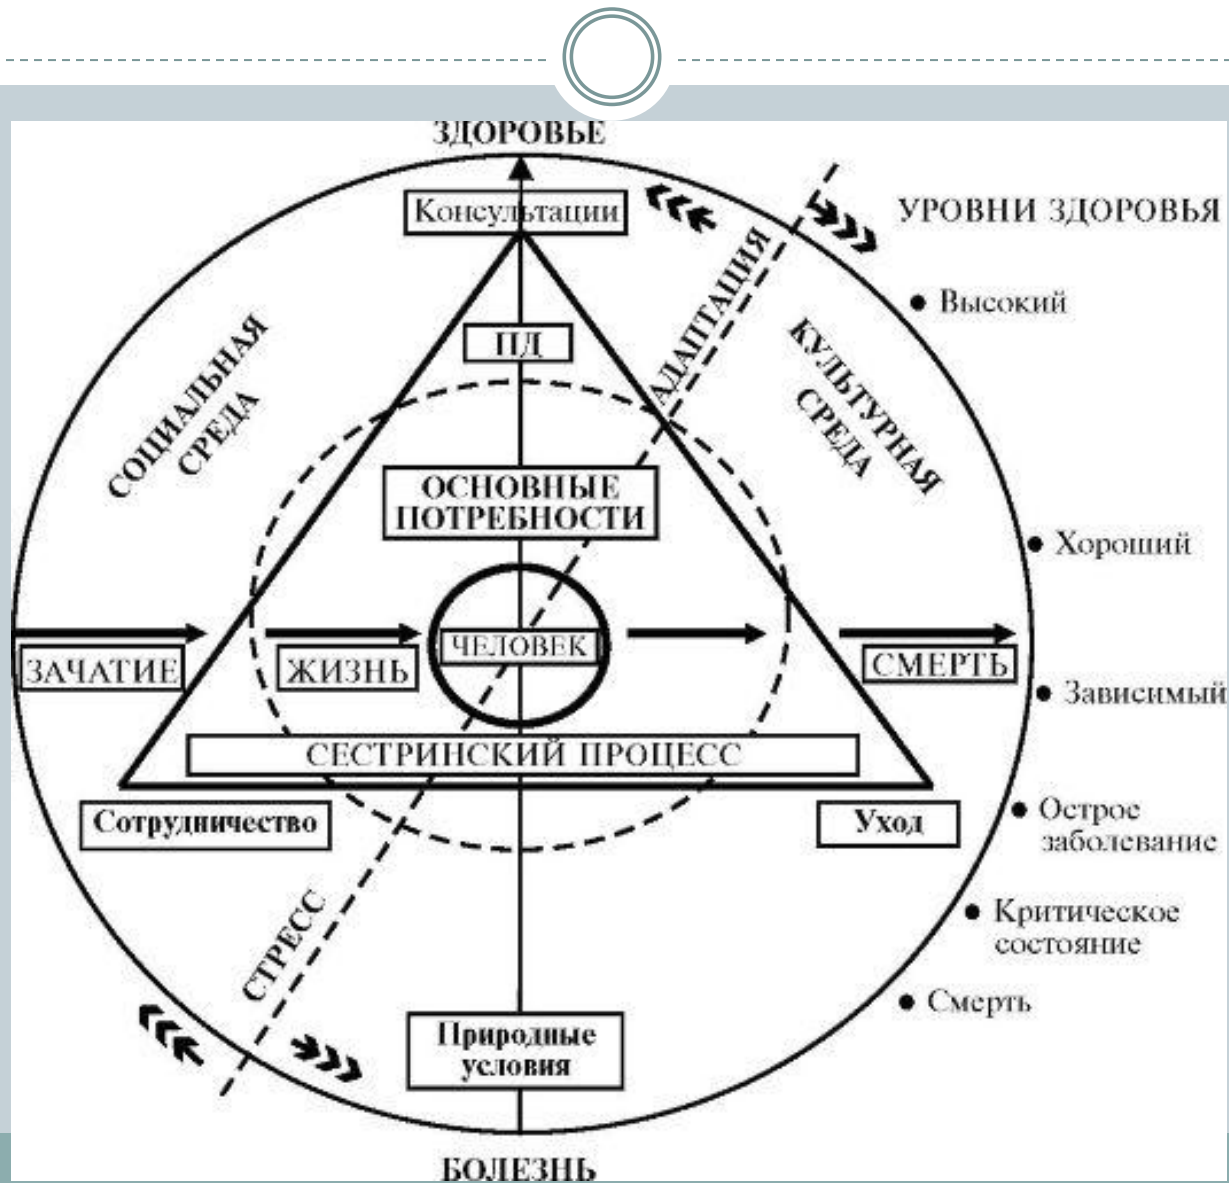 ЗДОРОВЬЕ
Консультации
УРОВНИ ЗДОРОВЬЯ
АДАПТАЦИЯ
Высокий
ПД
СОЦИАЛЬНАЯ
СРЕДА
КУЛЬТУРНАЯ
СРЕДА
ОСНОВНЫЕ
ПОТРЕБНОСТИ
Хороший
ЗАЧАТИЕ
ЖИЗНЬ
ЧЕЛОВЕК
СМЕРТЬ
Зависимый
СЕСТРИНСКИЙ ПРОЦЕСС
Сотрудничество
Уход
Острое
заболевание
СТРЕСС
Критическое
состояние
Смерть
Природные
условия
БОЛЕЗНЬ